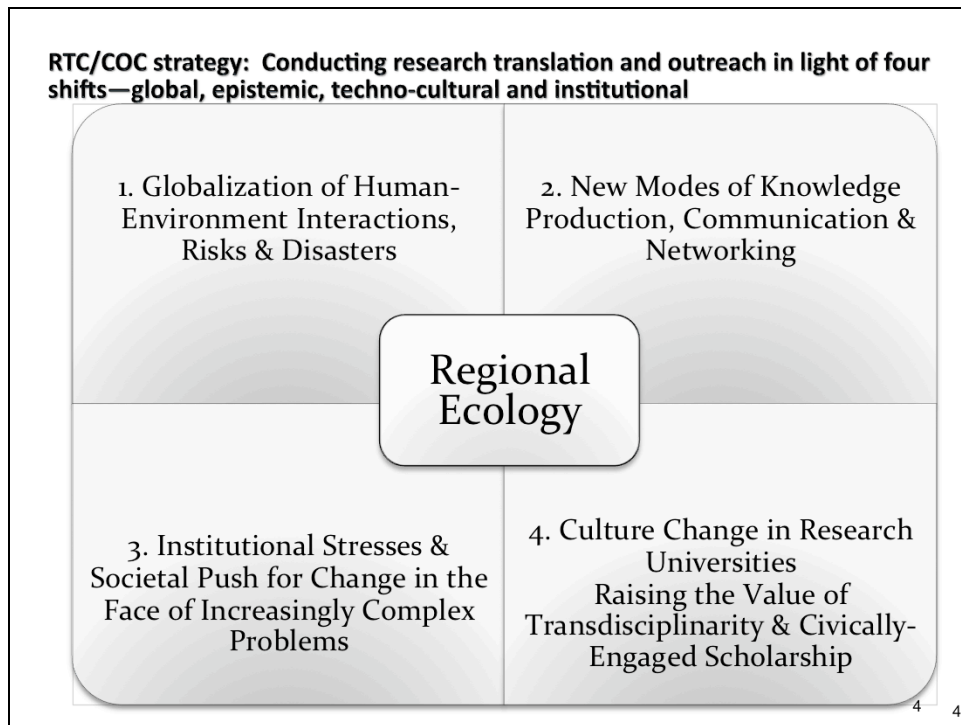 RTC/COC strategy:  Conducting research translation and outreach in light of four
shifts—global, epistemic, techno-cultural and institutional
1. Globalization of Human-
Environment Interactions,
Risks & Disasters
2. New Modes of Knowledge
Production, Communication &
Networking
Regional
Ecology
3. Institutional Stresses &
Societal Push for Change in the
Face of Increasingly Complex
Problems
4. Culture Change in Research
Universities
Raising the Value of
Transdisciplinarity & Civically-
Engaged Scholarship
4
4